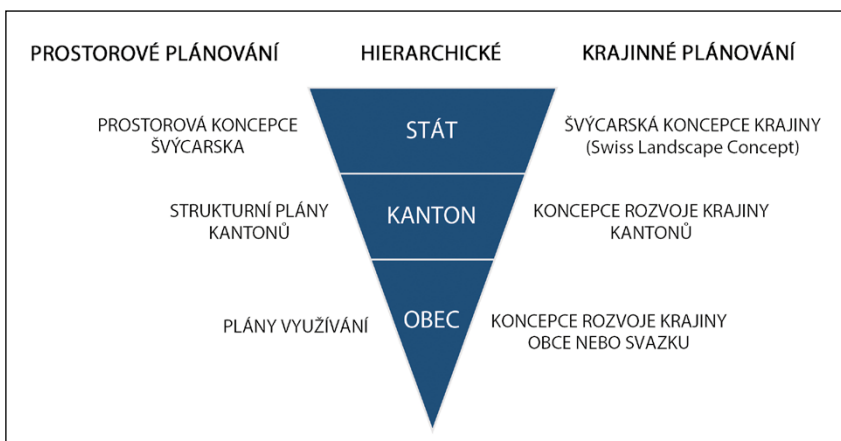 PROSTOROVÉ PLÁNOVÁNÍ
HIERARCHICKÉ
KRAJINNÉ PLÁNOVÁNÍ
PROSTOROVÁ KONCEPCE
ŠVÝCARSKA
STÁT
ŠVÝCARSKÁ KONCEPCE KRAJINY
(Swiss Landscape Concept)
STRUKTURNÍ PLÁNY
KANTONŮ
KANTON
KONCEPCE ROZVOJE KRAJINY
KANTONŮ
PLÁNY VYUŽÍVÁNÍ
OBEC
KONCEPCE ROZVOJE KRAJINY
OBCE NEBO SVAZKU